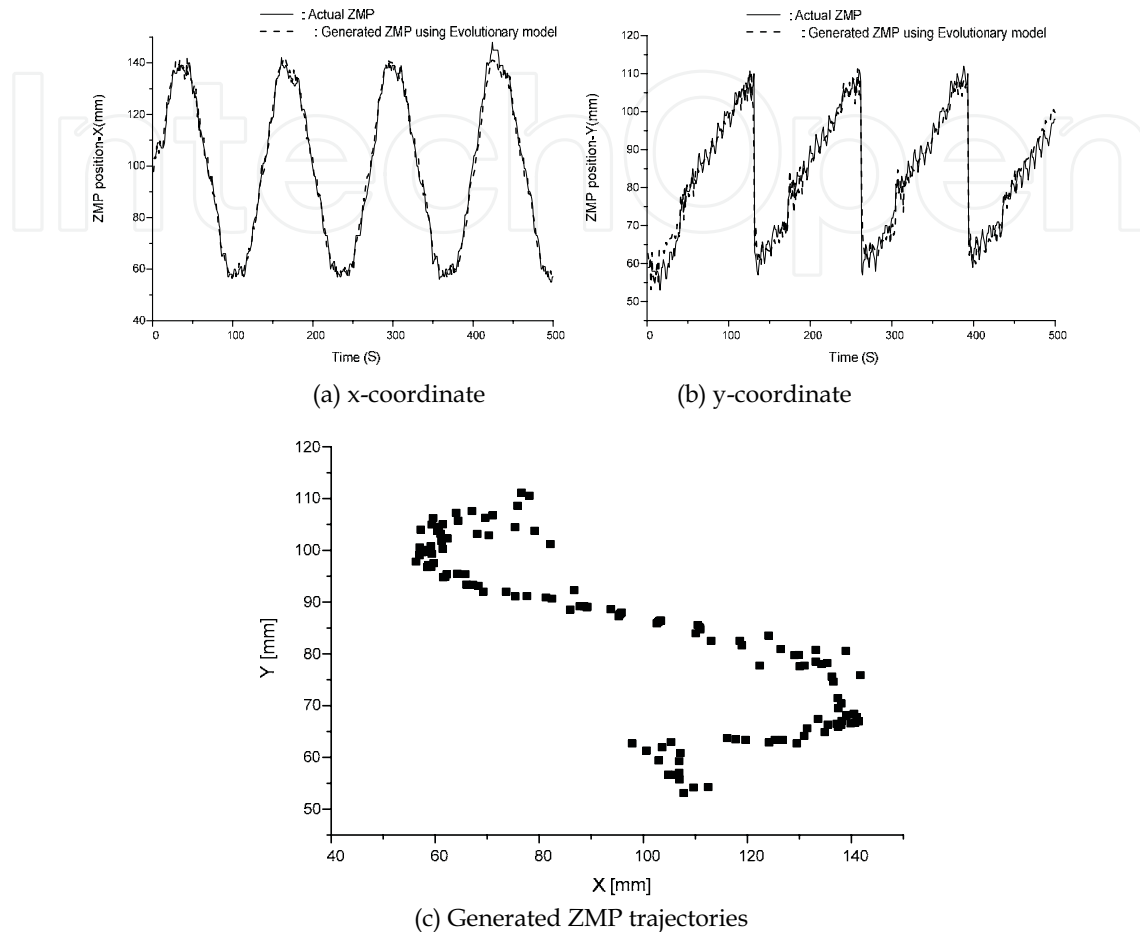 : Actual ZMP
: Generated ZMP using Evolutionary model
140
120
100
80
60
40
ZMP position-X(mm)
0 100 200 300 400 500
Time (S)
(a) x-coordinate
: Actual ZMP
: Generated ZMP using Evolutionary model
110
100
90
80
70
60
50
ZMP position-Y(mm)
0 100 200 300 400 500
Time (S)
(b) y-coordinate
IntechOpen
120
110
100
90
80
70
60
50
Y [mm]
40 60 80 100 120 140
X [mm]
(c) Generated ZMP trajectories